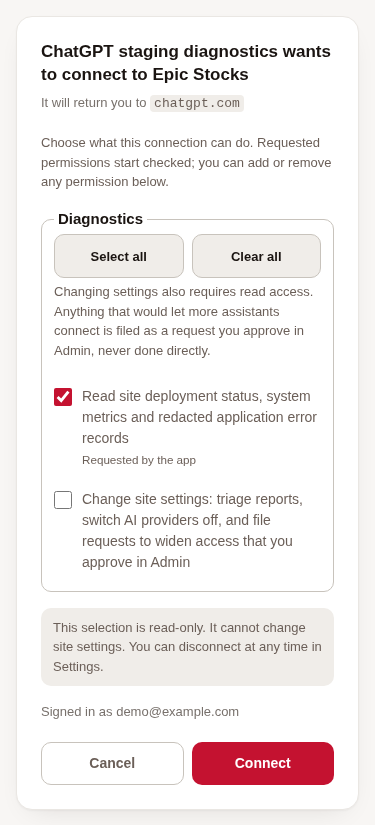 ChatGPT staging diagnostics wants
to connect to Epic Stocks
It will return you to chatgpt.com
Choose what this connection can do. Requested
permissions start checked; you can add or remove
any permission below.
Diagnostics
Select all
Clear all
Changing settings also requires read access.
Anything that would let more assistants
connect is filed as a request you approve in
Admin, never done directly.
Read site deployment status, system
metrics and redacted application error
records
Requested by the app
Change site settings: triage reports,
switch AI providers off, and file
requests to widen access that you
approve in Admin
This selection is read-only. It cannot change
site settings. You can disconnect at any time in
Settings.
Signed in as demo@example.com
Cancel
Connect